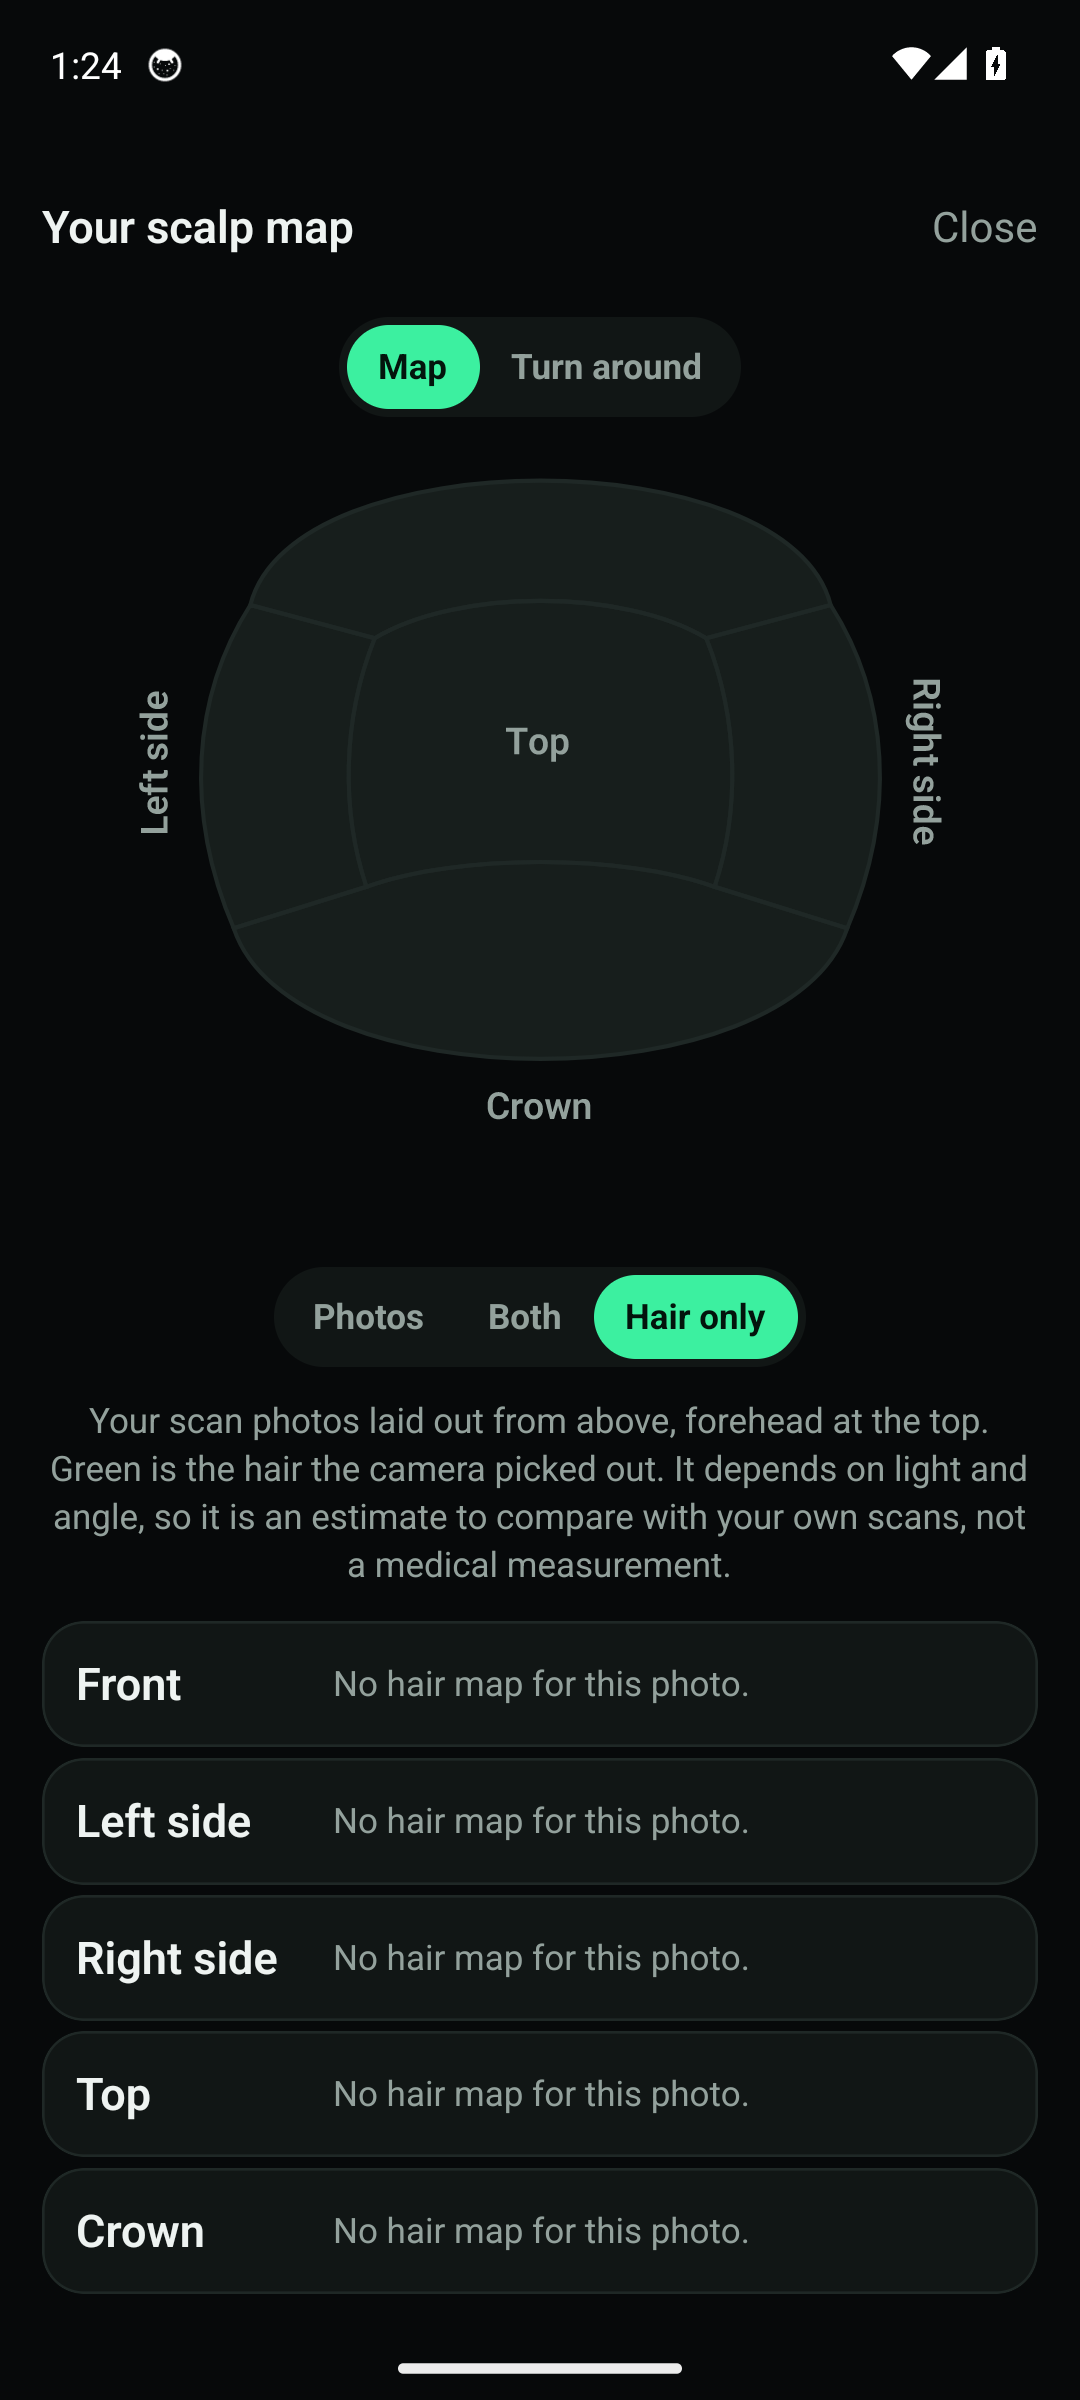 1:24
Your scalp map
Close
Map
Turn around
Left side
Top
Right side
Crown
Photos
Both
Hair only
Your scan photos laid out from above, forehead at the top.
Green is the hair the camera picked out. It depends on light and
angle, so it is an estimate to compare with your own scans, not
a medical measurement.
Front
No hair map for this photo.
Left side
No hair map for this photo.
Right side
No hair map for this photo.
Top
No hair map for this photo.
Crown
No hair map for this photo.